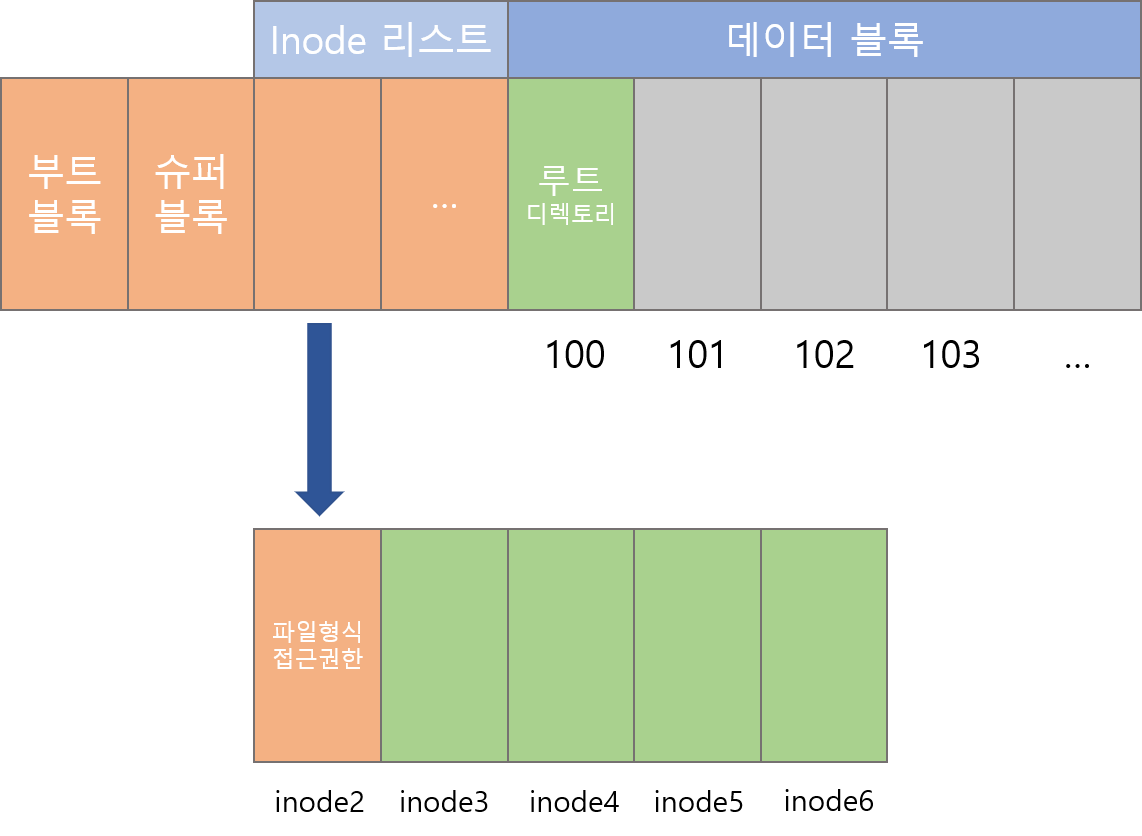 Inode 리스트
데이터 블록
부트
블록
슈퍼
블록
...
루트
디렉토리
100
101
102
103
...
파일형식
접근권한
inode2
inode3
inode4
inode5
inode6